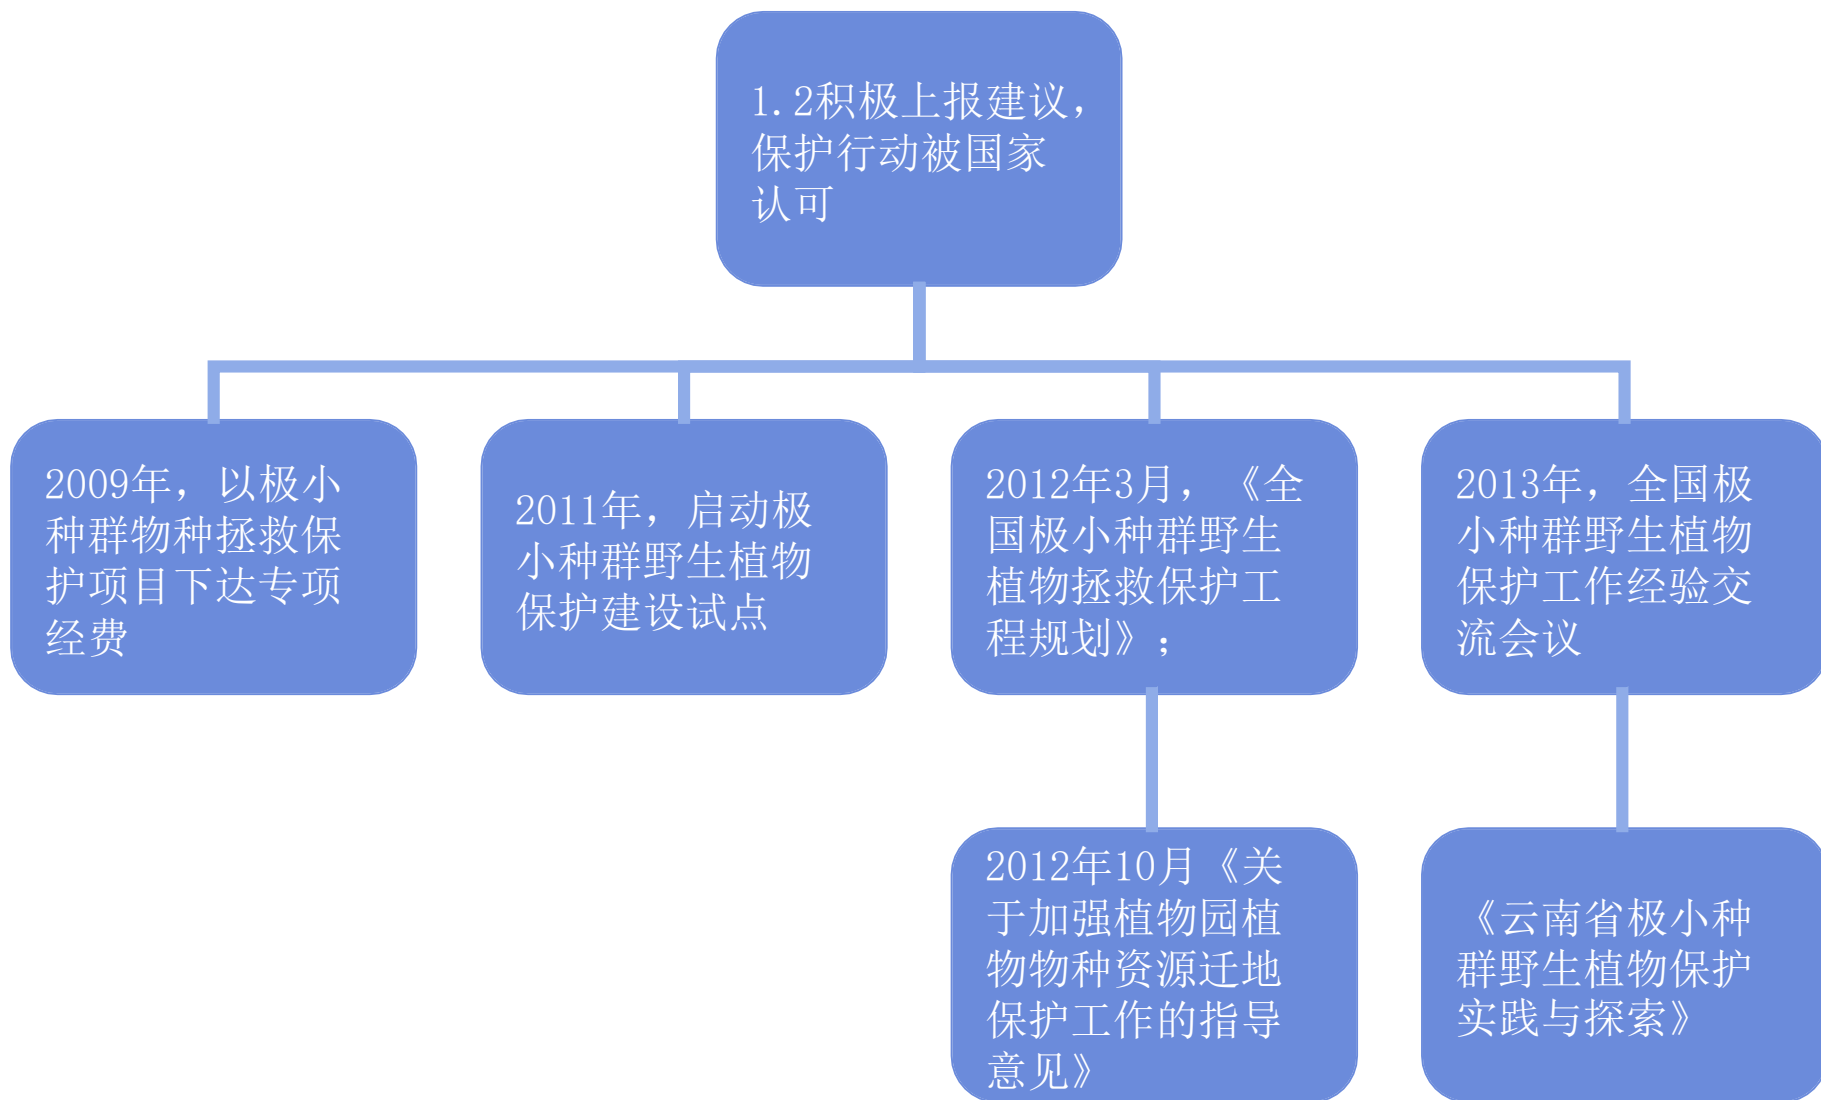 1.2积极上报建议，
保护行动被国家
认可
2009年，以极小
种群物种拯救保
护项目下达专项
经费
2011年，启动极
小种群野生植物
保护建设试点
2012年3月，《全
国极小种群野生
植物拯救保护工
程规划》；
2013年，全国极
小种群野生植物
保护工作经验交
流会议
2012年10月《关
于加强植物园植
物物种资源迁地
保护工作的指导
意见》
《云南省极小种
群野生植物保护
实践与探索》